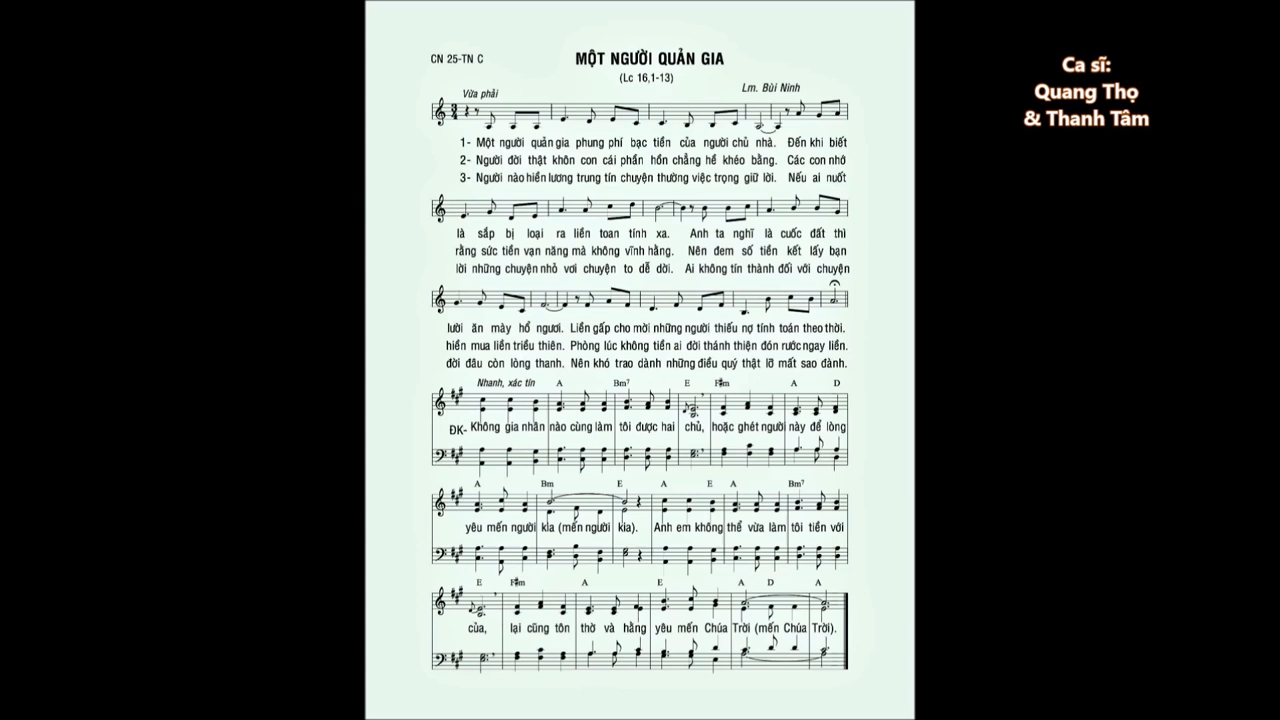 CN 25-TN C
MỘT NGƯỜI QUẢN GIA
(Lc 16,1-13)
Lm. Bùi Ninh
Vừa phải
1- Một người quản gia phung phí bạc tiền của người chủ nhà. Đến khi biết
2- Người đời thật khôn con cái phần hồn chẳng hề khéo bằng. Các con nhớ
3- Người nào hiền lương trung tín chuyện thường việc trọng giữ lời. Nếu ai nuốt
là sắp bị loại ra liền toan tính xa. Anh ta nghĩ là cuốc đất thì
rằng sức tiền vạn năng mà không vĩnh hằng. Nên đem số tiền kết lấy bạn
lời những chuyện nhỏ vơi chuyện to dễ dời. Ai không tín thành đối với chuyện
lười ăn mày hổ ngươi. Liền gấp cho mời những người thiếu nợ tính toán theo thời.
hiền mua liền triều thiên. Phòng lúc không tiền ai đời thánh thiện đón rước ngay liền.
đời đâu còn lòng thanh. Nên khó trao dành những điều quý thật lỡ mất sao đành.
Nhanh, xác tín A Bm7 E F#m A D
ĐK- Không gia nhân nào cùng làm tôi được hai chủ, hoặc ghét người này để lòng
A Bm E A E A Bm7
yêu mến người kia (mến người kia). Anh em không thể vừa làm tôi tiền với
E F#m A E A D A
của, lại cũng tôn thờ và hằng yêu mến Chúa Trời (mến Chúa Trời).
Ca sĩ:
Quang Thọ
& Thanh Tâm